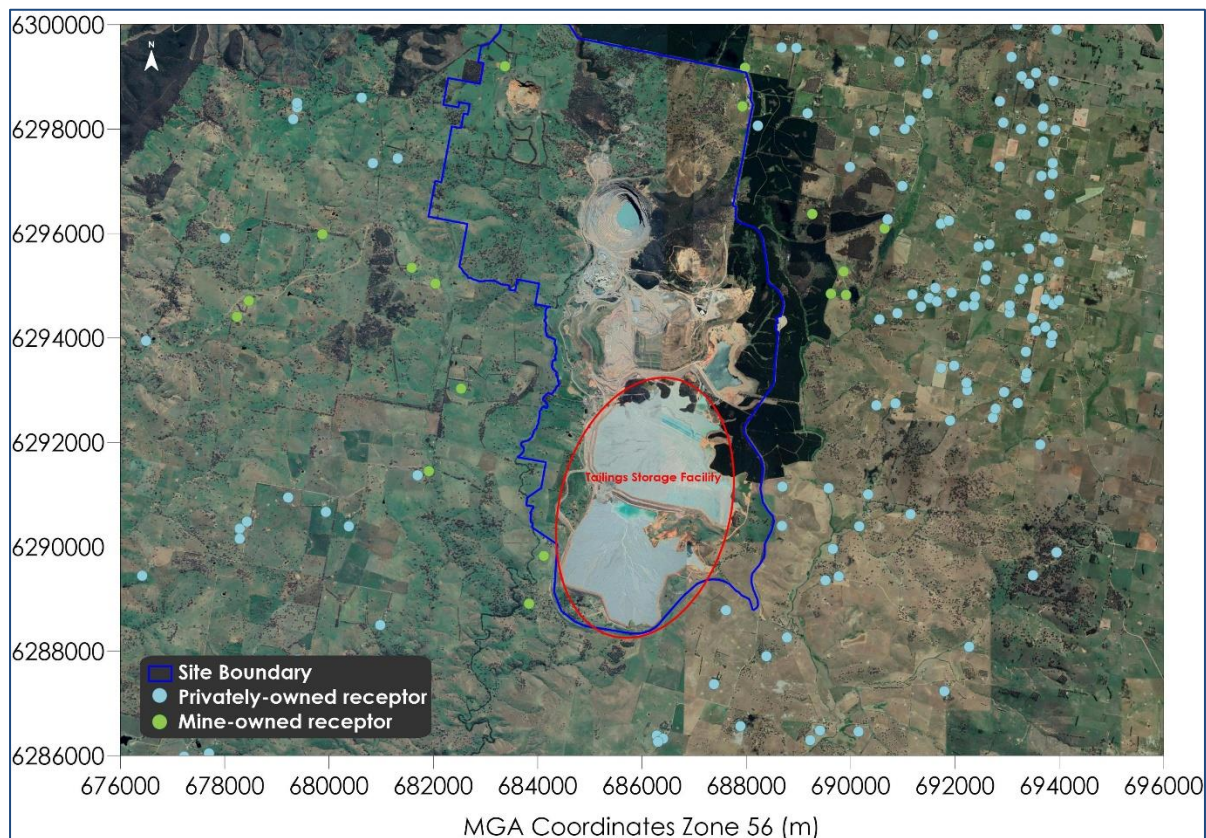 6300000
N
6298000
6296000
6294000
6292000
Tailings Storage Facility
6290000
6288000
Site Boundary
Privately-owned receptor
Mine-owned receptor
6286000
676000 678000 680000 682000 684000 686000 688000 690000 692000 694000 696000
MGA Coordinates Zone 56 (m)